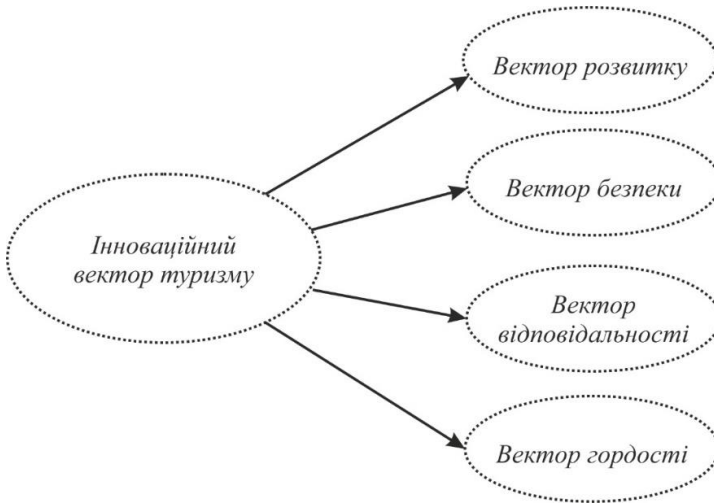 Вектор розвитку
Вектор безпеки
Інноваційний
вектор туризму
Вектор
відповідальності
Вектор гордості